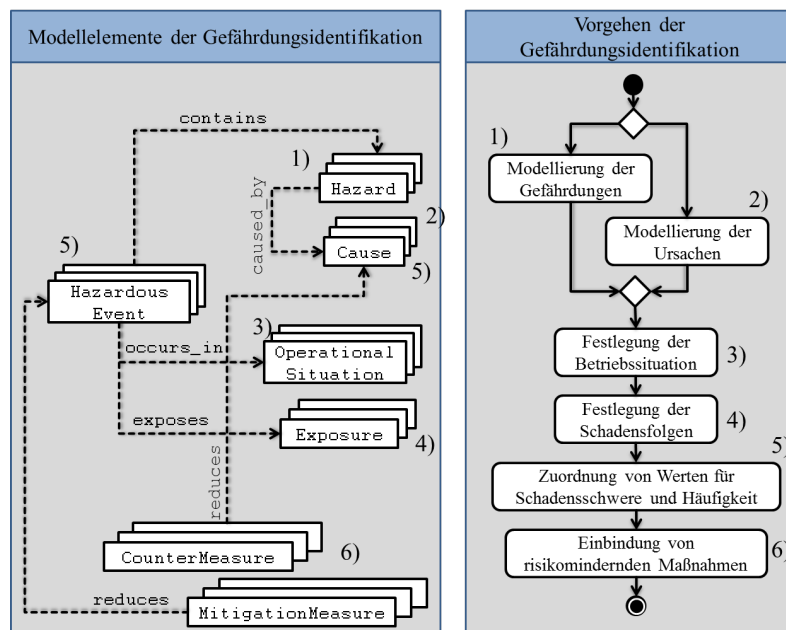 Modellelemente der Gefährdungsidentifikation
contains
1)
Hazard
caused_by
2)
Cause
5)
5)
Hazardous
Event
3)
occurs_in
Operational
Situation
exposes
Exposure
4)
reduces
CounterMeasure
6)
reduces
MitigationMeasure
Vorgehen der
Gefährdungsidentifikation
1)
Modellierung der
Gefährdungen
2)
Modellierung der
Ursachen
Festlegung der
Betriebssituation
3)
Festlegung der
Schadensfolgen
4)
5)
Zuordnung von Werten für
Schadensschwere und Häufigkeit
Einbindung von
risikomindernden Maßnahmen
6)